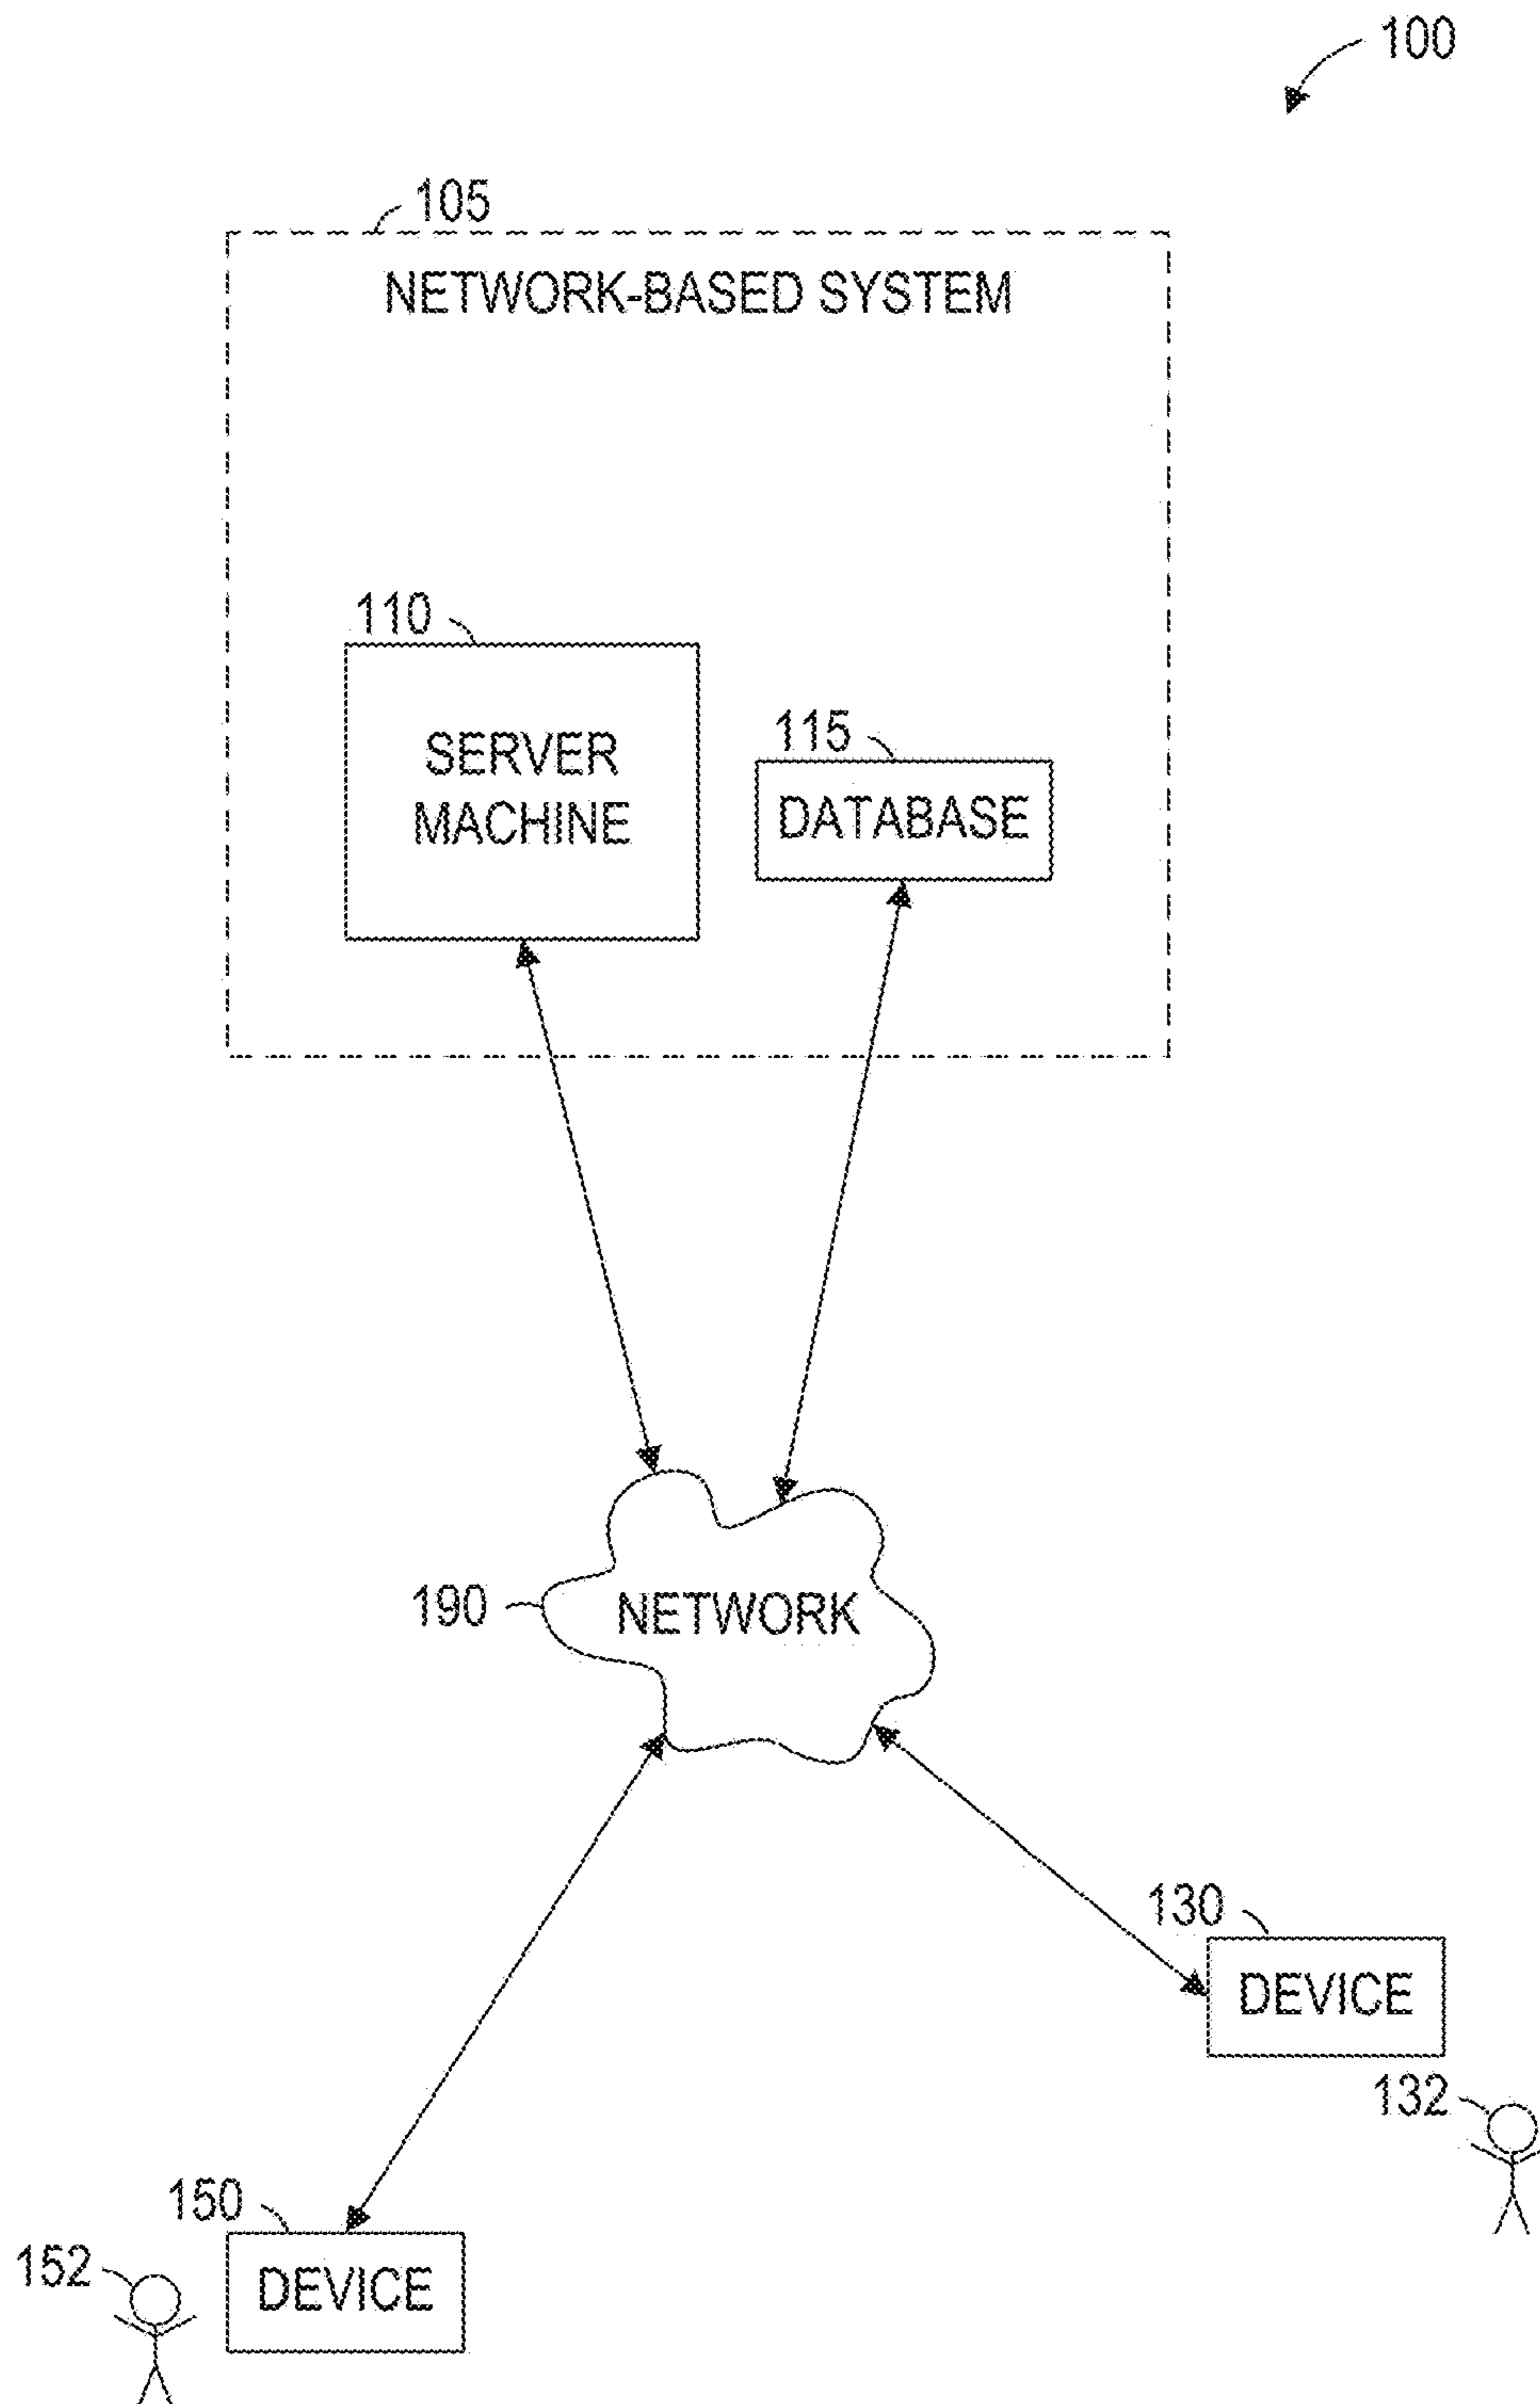 100
105
NETWORK-BASED SYSTEM
110
SERVER
MACHINE
115
DATABASE
190
NETWORK
130
DEVICE
132
150
DEVICE
152